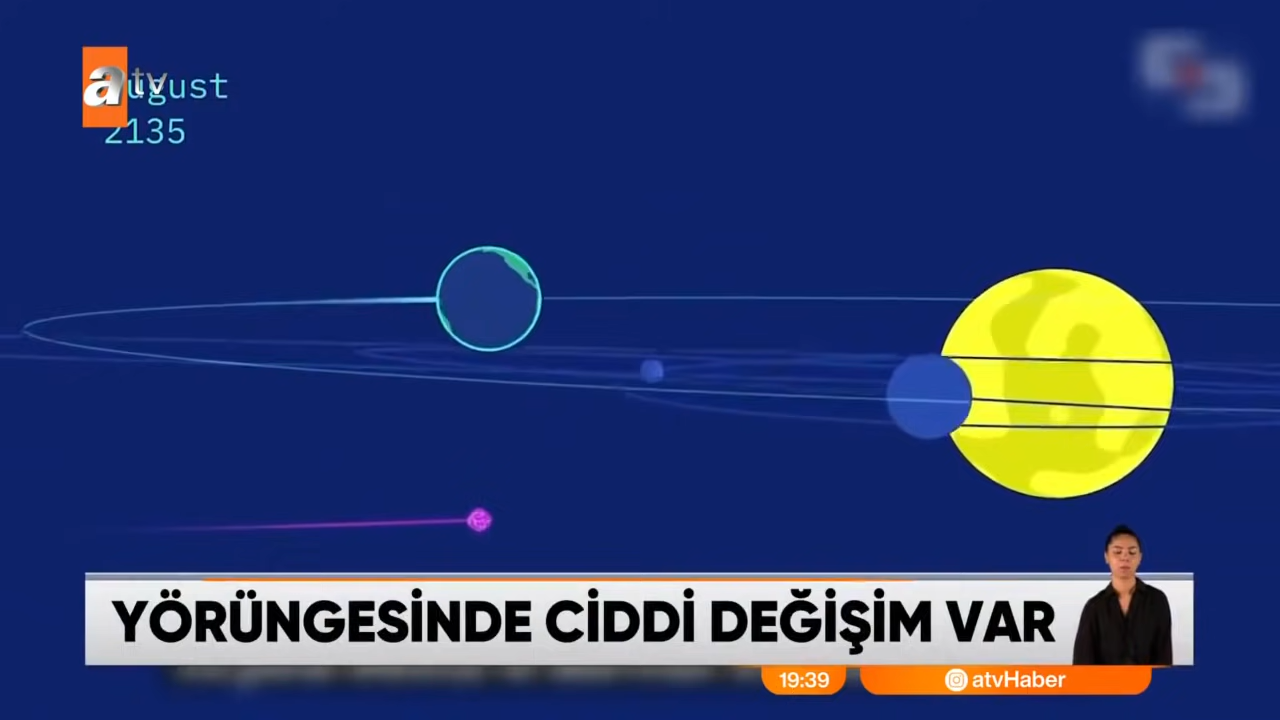 atv
ugust
2135
YÖRÜNGESİNDE CİDDİ DEĞİŞİM VAR
19:39
atvHaber